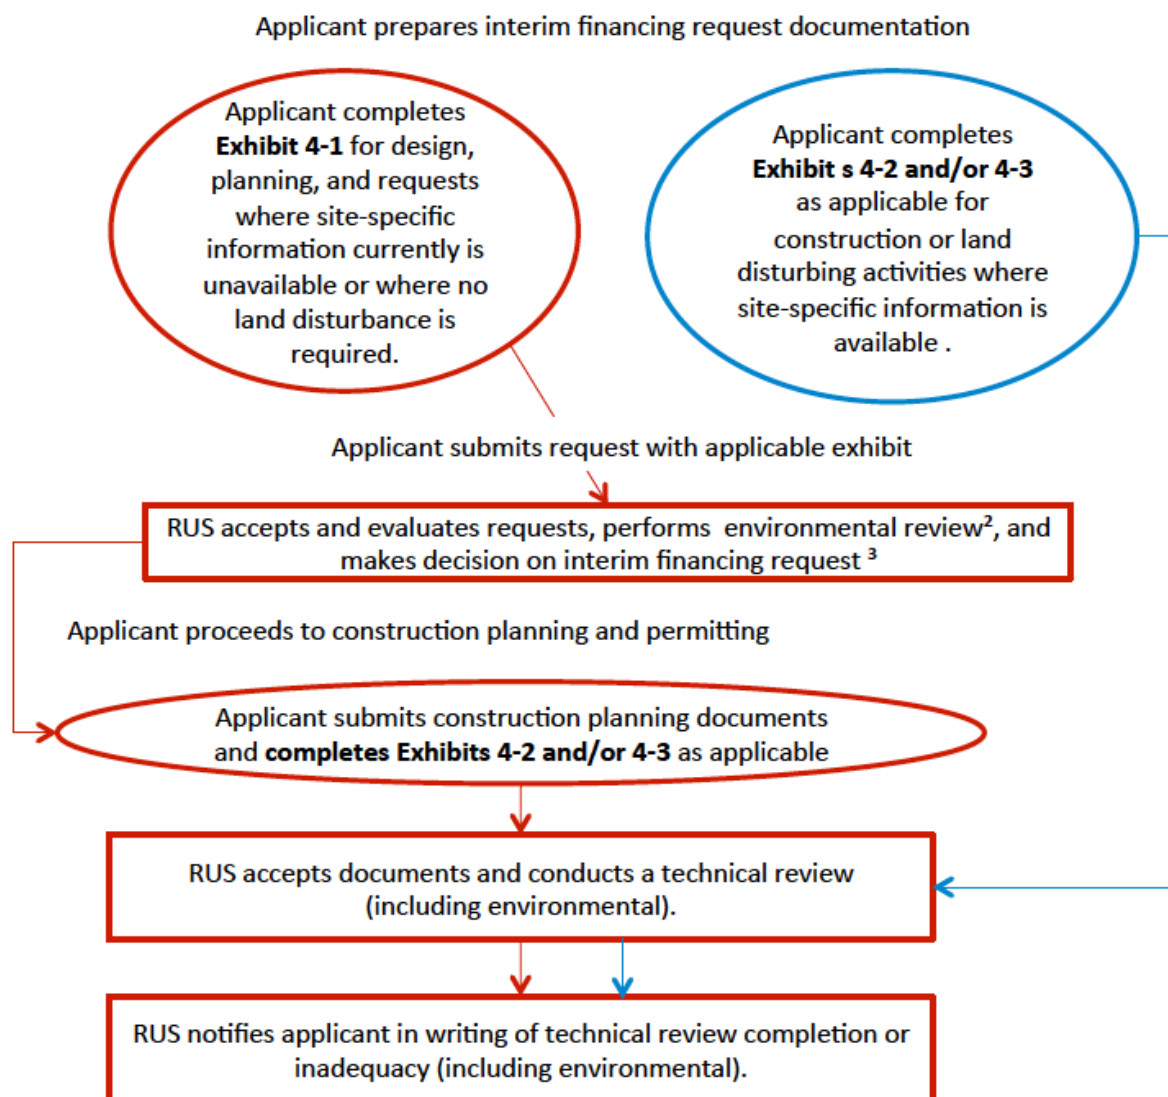 Applicant prepares interim financing request documentation
Applicant completes
Exhibit 4-1 for design,
planning, and requests
where site-specific
information currently is
unavailable or where no
land disturbance is
required.
Applicant completes
Exhibit s 4-2 and/or 4-3
as applicable for
construction or land
disturbing activities where
site-specific information is
available .
Applicant submits request with applicable exhibit
RUS accepts and evaluates requests, performs  environmental review², and
makes decision on interim financing request ³
Applicant proceeds to construction planning and permitting
Applicant submits construction planning documents
and completes Exhibits 4-2 and/or 4-3 as applicable
RUS accepts documents and conducts a technical review
(including environmental).
RUS notifies applicant in writing of technical review completion or
inadequacy (including environmental).